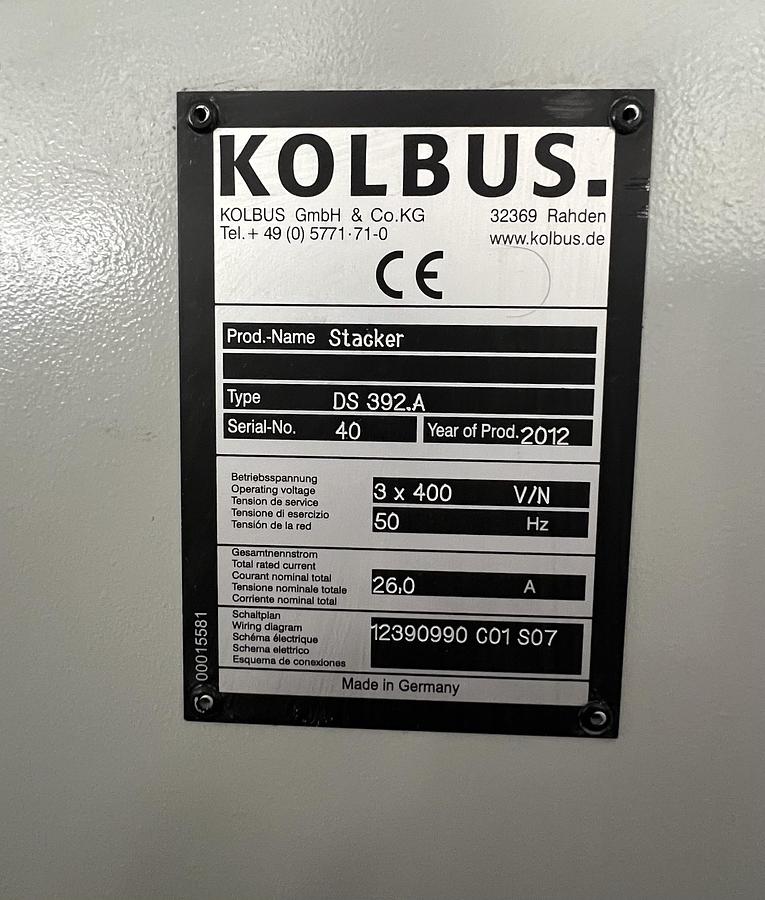 KOLBUS.
KOLBUS GmbH & Co.KG 32369 Rahden
Tel.+ 49 (0) 5771·71-0 www.kolbus.de
CE
Prod.-Name Stacker
Type DS 392.A
Serial-No. 40 Year of Prod. 2012
Betriebsspannung
Operating voltage 3 x 400 V/N
Tension de service
Tensione di esercizio 50 Hz
Tensión de la red
Gesamtnennstrom
Total rated current
Courant nominal total 26,0 A
Tensione nominale totale
Corriente nominal total
Schaltplan
Wiring diagram 12390990 C01 S07
Schéma électrique
Schema elettrico
Esquema de conexiones
Made in Germany
00015581